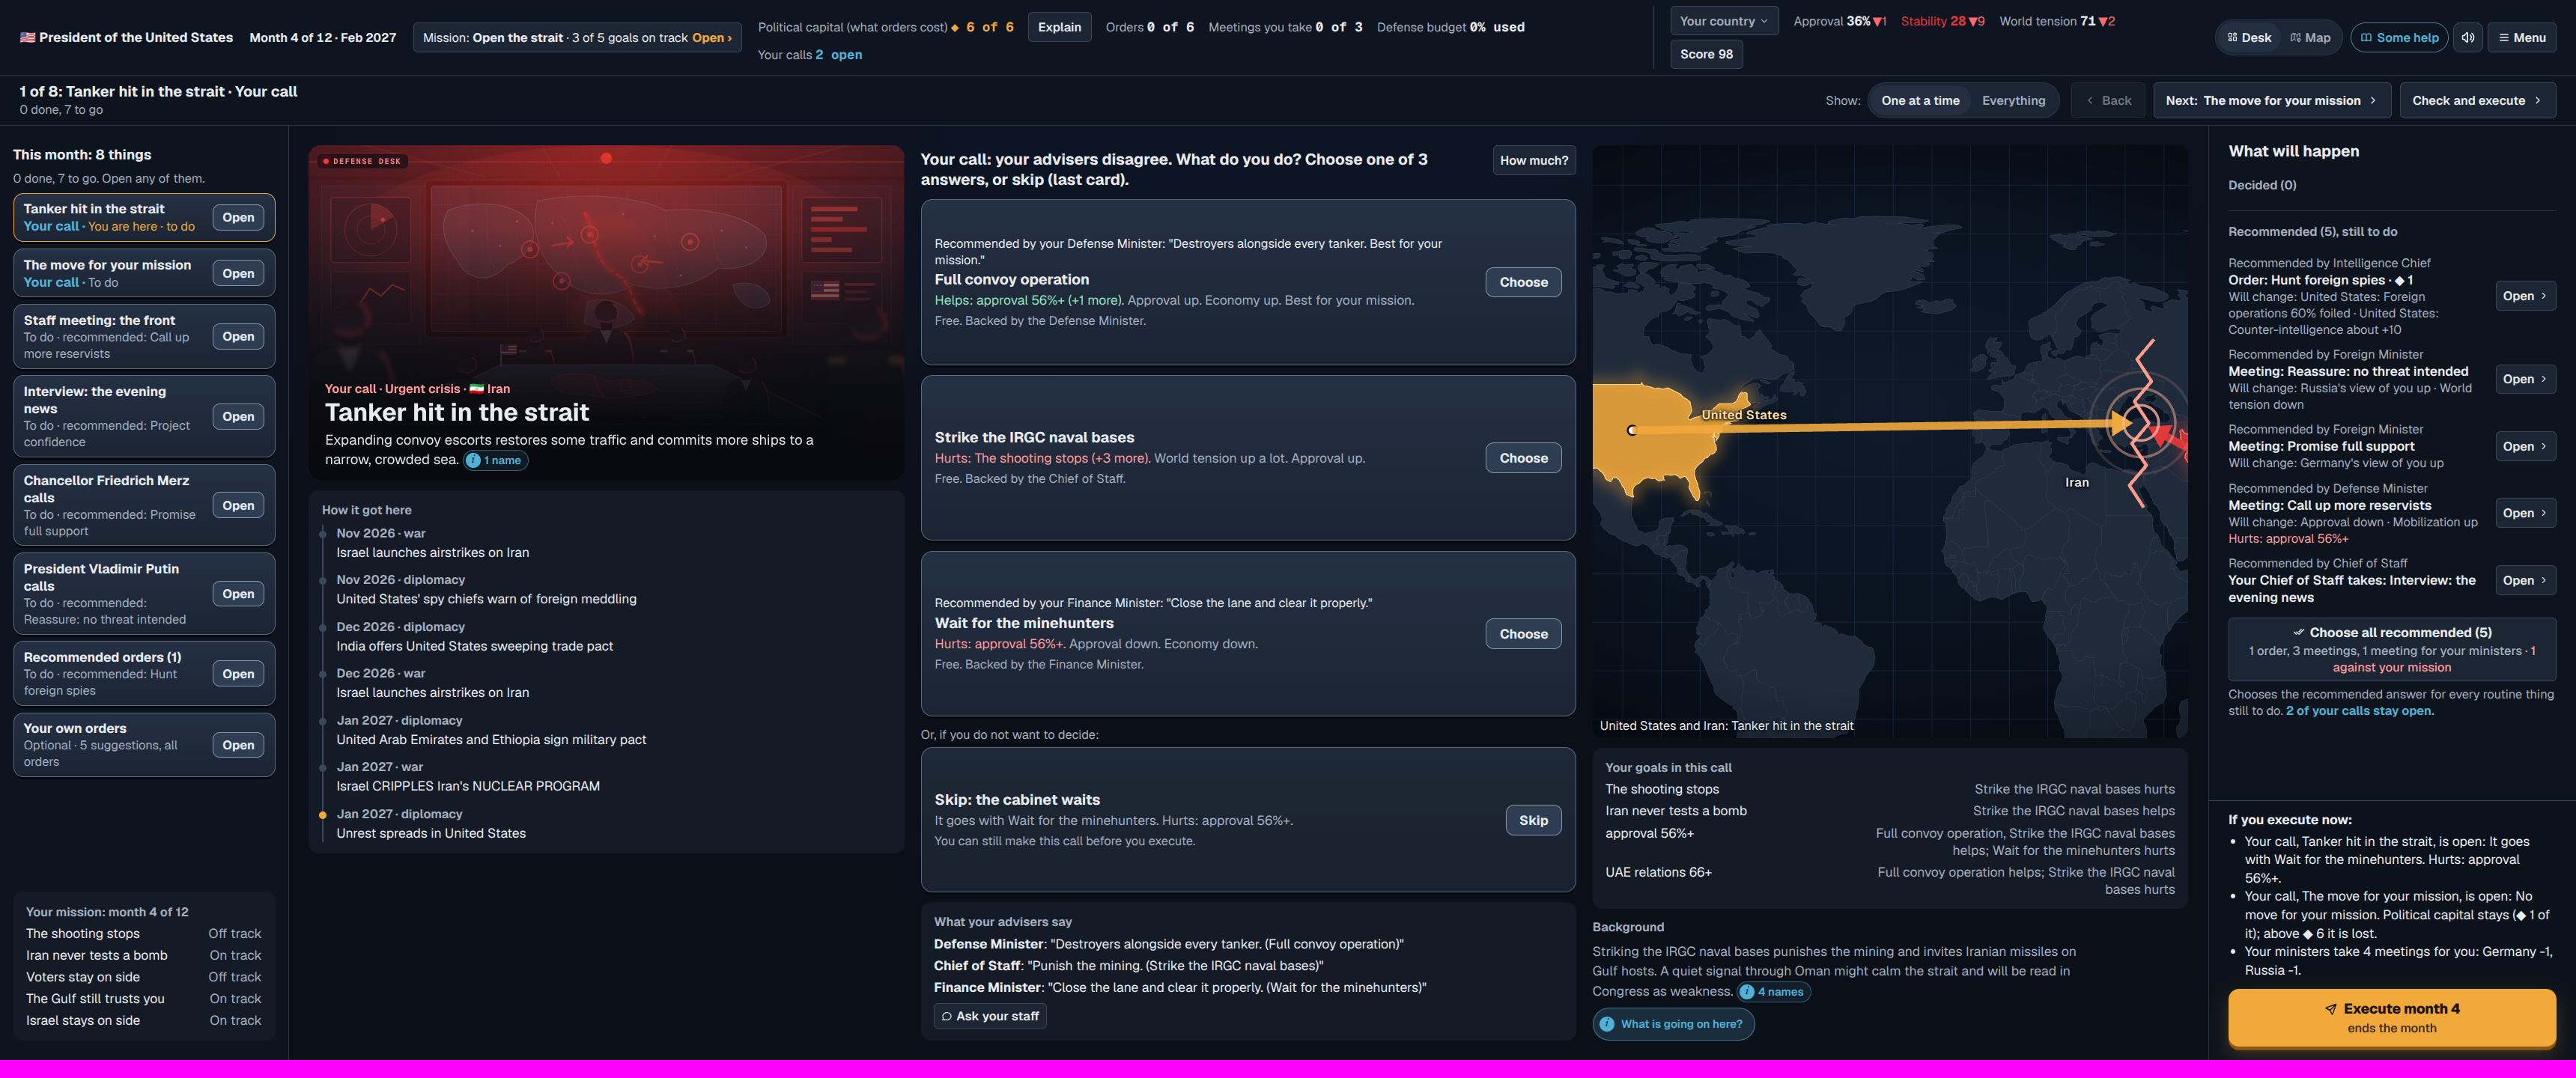 🇺🇸 President of the United States
Month 4 of 12 · Feb 2027
Mission: Open the strait · 3 of 5 goals on track Open ›
Political capital (what orders cost) ◆ 6 of 6
Explain
Orders 0 of 6
Meetings you take 0 of 3
Defense budget 0% used
Your calls 2 open
Your country
Approval 36% ▼1
Stability 28 ▼9
World tension 71 ▼2
Score 98
Desk
Map
Some help
Menu
1 of 8: Tanker hit in the strait · Your call
0 done, 7 to go
Show:
One at a time
Everything
Back
Next: The move for your mission
Check and execute
This month: 8 things
0 done, 7 to go. Open any of them.
Tanker hit in the strait
Your call · You are here · to do
Open
The move for your mission
Your call · To do
Open
Staff meeting: the front
To do · recommended: Call up
more reservists
Open
Interview: the evening
news
To do · recommended: Project
confidence
Open
Chancellor Friedrich Merz
calls
To do · recommended: Promise
full support
Open
President Vladimir Putin
calls
To do · recommended:
Reassure: no threat intended
Open
Recommended orders (1)
To do · recommended: Hunt
foreign spies
Open
Your own orders
Optional · 5 suggestions, all
orders
Open
Your mission: month 4 of 12
The shooting stops Off track
Iran never tests a bomb On track
Voters stay on side Off track
The Gulf still trusts you On track
Israel stays on side On track
DEFENSE DESK
Your call · Urgent crisis · 🇮🇷 Iran
Tanker hit in the strait
Expanding convoy escorts restores some traffic and commits more ships to a
narrow, crowded sea. 1 name
How it got here
Nov 2026 · war
Israel launches airstrikes on Iran
Nov 2026 · diplomacy
United States' spy chiefs warn of foreign meddling
Dec 2026 · diplomacy
India offers United States sweeping trade pact
Dec 2026 · war
Israel launches airstrikes on Iran
Jan 2027 · diplomacy
United Arab Emirates and Ethiopia sign military pact
Jan 2027 · war
Israel CRIPPLES Iran's NUCLEAR PROGRAM
Jan 2027 · diplomacy
Unrest spreads in United States
Your call: your advisers disagree. What do you do? Choose one of 3
answers, or skip (last card).
How much?
Recommended by your Defense Minister: "Destroyers alongside every tanker. Best for your
mission."
Full convoy operation
Helps: approval 56%+ (+1 more). Approval up. Economy up. Best for your mission.
Free. Backed by the Defense Minister.
Choose
Strike the IRGC naval bases
Hurts: The shooting stops (+3 more). World tension up a lot. Approval up.
Free. Backed by the Chief of Staff.
Choose
Recommended by your Finance Minister: "Close the lane and clear it properly."
Wait for the minehunters
Hurts: approval 56%+. Approval down. Economy down.
Free. Backed by the Finance Minister.
Choose
Or, if you do not want to decide:
Skip: the cabinet waits
It goes with Wait for the minehunters. Hurts: approval 56%+.
You can still make this call before you execute.
Skip
What your advisers say
Defense Minister: "Destroyers alongside every tanker. (Full convoy operation)"
Chief of Staff: "Punish the mining. (Strike the IRGC naval bases)"
Finance Minister: "Close the lane and clear it properly. (Wait for the minehunters)"
Ask your staff
United States
Iran
United States and Iran: Tanker hit in the strait
Your goals in this call
The shooting stops Strike the IRGC naval bases hurts
Iran never tests a bomb Strike the IRGC naval bases helps
approval 56%+ Full convoy operation, Strike the IRGC naval bases
helps; Wait for the minehunters hurts
UAE relations 66+ Full convoy operation helps; Strike the IRGC naval
bases hurts
Background
Striking the IRGC naval bases punishes the mining and invites Iranian missiles on
Gulf hosts. A quiet signal through Oman might calm the strait and will be read in
Congress as weakness. 4 names
What is going on here?
What will happen
Decided (0)
Recommended (5), still to do
Recommended by Intelligence Chief
Order: Hunt foreign spies · ◆ 1
Will change: United States: Foreign
operations 60% foiled · United States:
Counter-intelligence about +10
Open
Recommended by Foreign Minister
Meeting: Reassure: no threat intended
Will change: Russia's view of you up · World
tension down
Open
Recommended by Foreign Minister
Meeting: Promise full support
Will change: Germany's view of you up
Open
Recommended by Defense Minister
Meeting: Call up more reservists
Will change: Approval down · Mobilization up
Hurts: approval 56%+
Open
Recommended by Chief of Staff
Your Chief of Staff takes: Interview: the
evening news
Open
Choose all recommended (5)
1 order, 3 meetings, 1 meeting for your ministers · 1
against your mission
Chooses the recommended answer for every routine thing
still to do. 2 of your calls stay open.
If you execute now:
• Your call, Tanker hit in the strait, is open: It goes
with Wait for the minehunters. Hurts: approval
56%+.
• Your call, The move for your mission, is open: No
move for your mission. Political capital stays (◆ 1 of
it); above ◆ 6 it is lost.
• Your ministers take 4 meetings for you: Germany -1,
Russia -1.
Execute month 4
ends the month